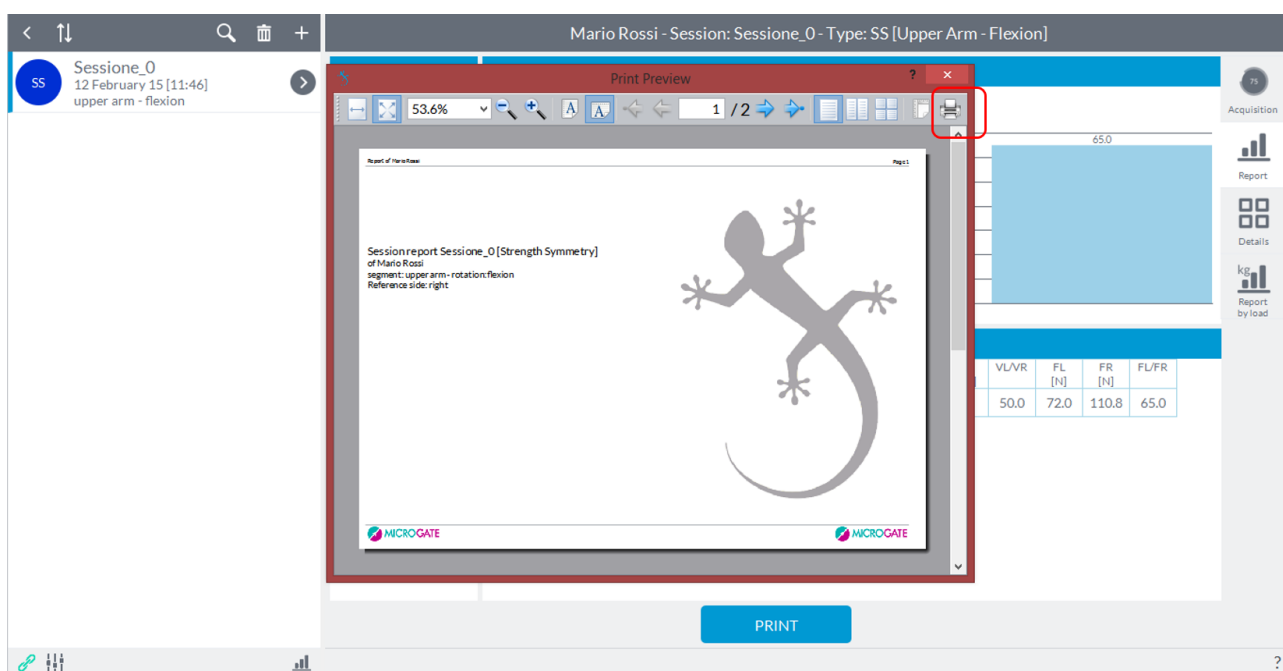 Mario Rossi - Session: Sessione_0 - Type: SS [Upper Arm - Flexion]
SS
Sessione_0
12 February 15 [11:46]
upper arm - flexion
Print Preview
?
53.6%
A
A
1 / 2
Report of Mario Rossi
Page 1
Session report Sessione_0 [Strength Symmetry]
of Mario Rossi
segment: upper arm - rotation:flexion
Reference side: right
MICROGATE
MICROGATE
65.0
VL/VR FL [N] FR [N] FL/FR
50.0 72.0 110.8 65.0
75
Acquisition
Report
Details
kg
Report
by load
PRINT
?